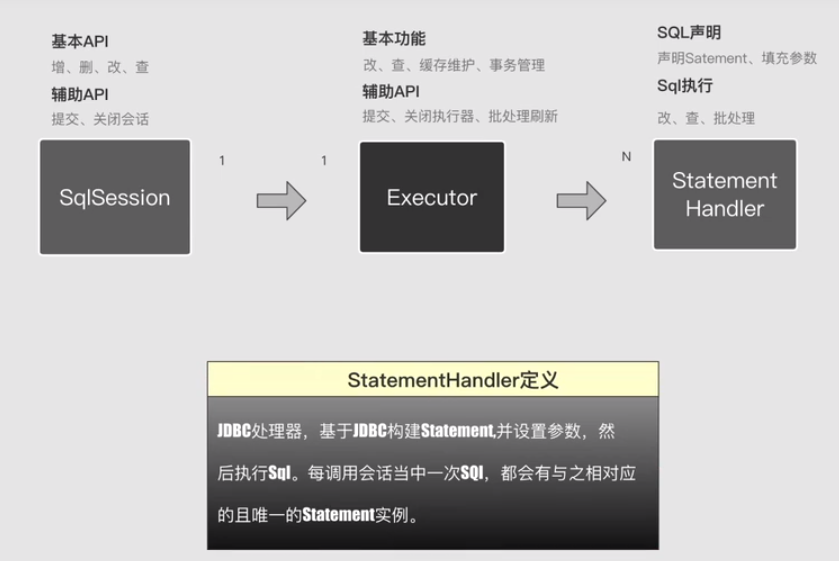 基本API
增、删、改、查
辅助API
提交、关闭会话
基本功能
改、查、缓存维护、事务管理
辅助API
提交、关闭执行器、批处理刷新
SQL声明
声明Satement、填充参数
Sql执行
改、查、批处理
SqlSession
1
1
Executor
N
Statement
Handler
StatementHandler定义
JDBC处理器，基于JDBC构建Statement,并设置参数，然
后执行Sql。每调用会话当中一次SQl，都会有与之相对应
的且唯一的Statement实例。